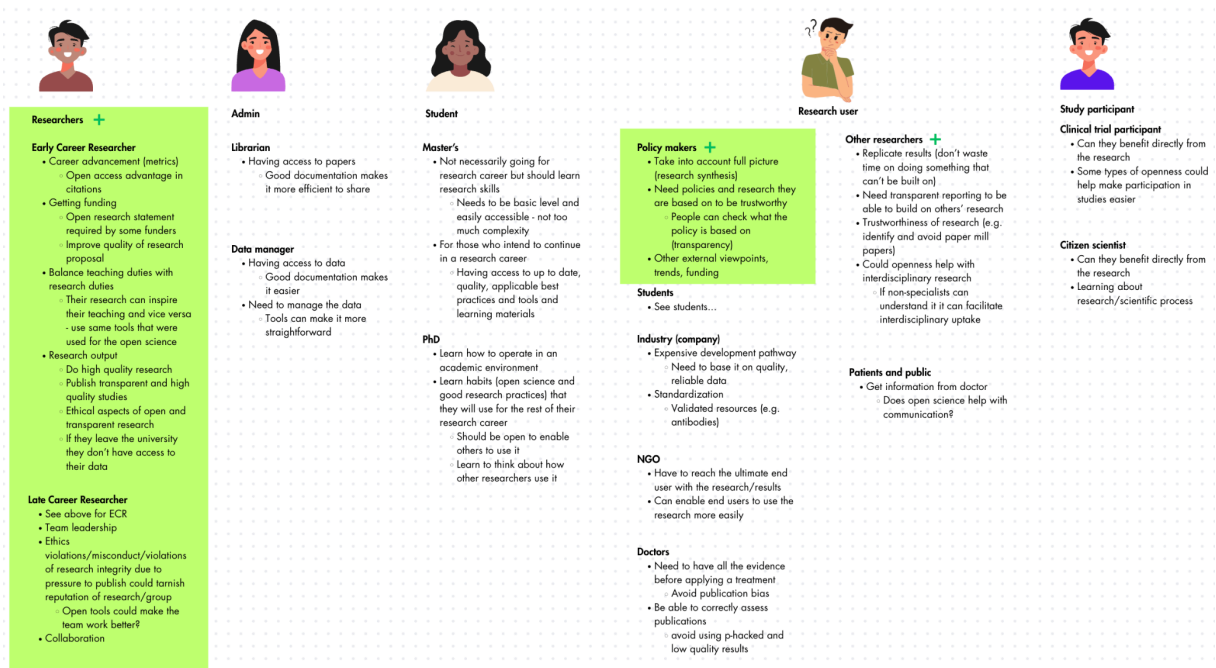 Researchers +
Early Career Researcher
• Career advancement (metrics)
◦ Open access advantage in
citations
• Getting funding
◦ Open research statement
required by some funders
◦ Improve quality of research
proposal
• Balance teaching duties with
research duties
◦ Their research can inspire
their teaching and vice versa
- use same tools that were
used for the open science
• Research output
◦ Do high quality research
◦ Publish transparent and high
quality studies
◦ Ethical aspects of open and
transparent research
◦ If they leave the university
they don't have access to
their data
Late Career Researcher
• See above for ECR
• Team leadership
• Ethics
violations/misconduct/violations
of research integrity due to
pressure to publish could tarnish
reputation of research/group
◦ Open tools could make the
team work better?
• Collaboration
Admin
Librarian
• Having access to papers
◦ Good documentation makes
it more efficient to share
Data manager
• Having access to data
◦ Good documentation makes
it easier
• Need to manage the data
◦ Tools can make it more
straightforward
Student
Master's
• Not necessarily going for
research career but should learn
research skills
◦ Needs to be basic level and
easily accessible - not too
much complexity
• For those who intend to continue
in a research career
◦ Having access to up to date,
quality, applicable best
practices and tools and
learning materials
PhD
• Learn how to operate in an
academic environment
• Learn habits (open science and
good research practices) that
they will use for the rest of their
research career
◦ Should be open to enable
others to use it
◦ Learn to think about how
other researchers use it
??
Research user
Policy makers +
• Take into account full picture
(research synthesis)
• Need policies and research they
are based on to be trustworthy
◦ People can check what the
policy is based on
(transparency)
• Other external viewpoints,
trends, funding
Students
• See students...
Industry (company)
• Expensive development pathway
◦ Need to base it on quality,
reliable data
• Standardization
◦ Validated resources (e.g.
antibodies)
NGO
• Have to reach the ultimate end
user with the research/results
• Can enable end users to use the
research more easily
Doctors
• Need to have all the evidence
before applying a treatment
◦ Avoid publication bias
• Be able to correctly assess
publications
◦ avoid using p-hacked and
low quality results
Other researchers +
• Replicate results (don't waste
time on doing something that
can't be built on)
• Need transparent reporting to be
able to build on others' research
• Trustworthiness of research (e.g.
identify and avoid paper mill
papers)
• Could openness help with
interdisciplinary research
◦ If non-specialists can
understand it it can facilitate
interdisciplinary uptake
Patients and public
• Get information from doctor
◦ Does open science help with
communication?
Study participant
Clinical trial participant
• Can they benefit directly from
the research
• Some types of openness could
help make participation in
studies easier
Citizen scientist
• Can they benefit directly from
the research
• Learning about
research/scientific process